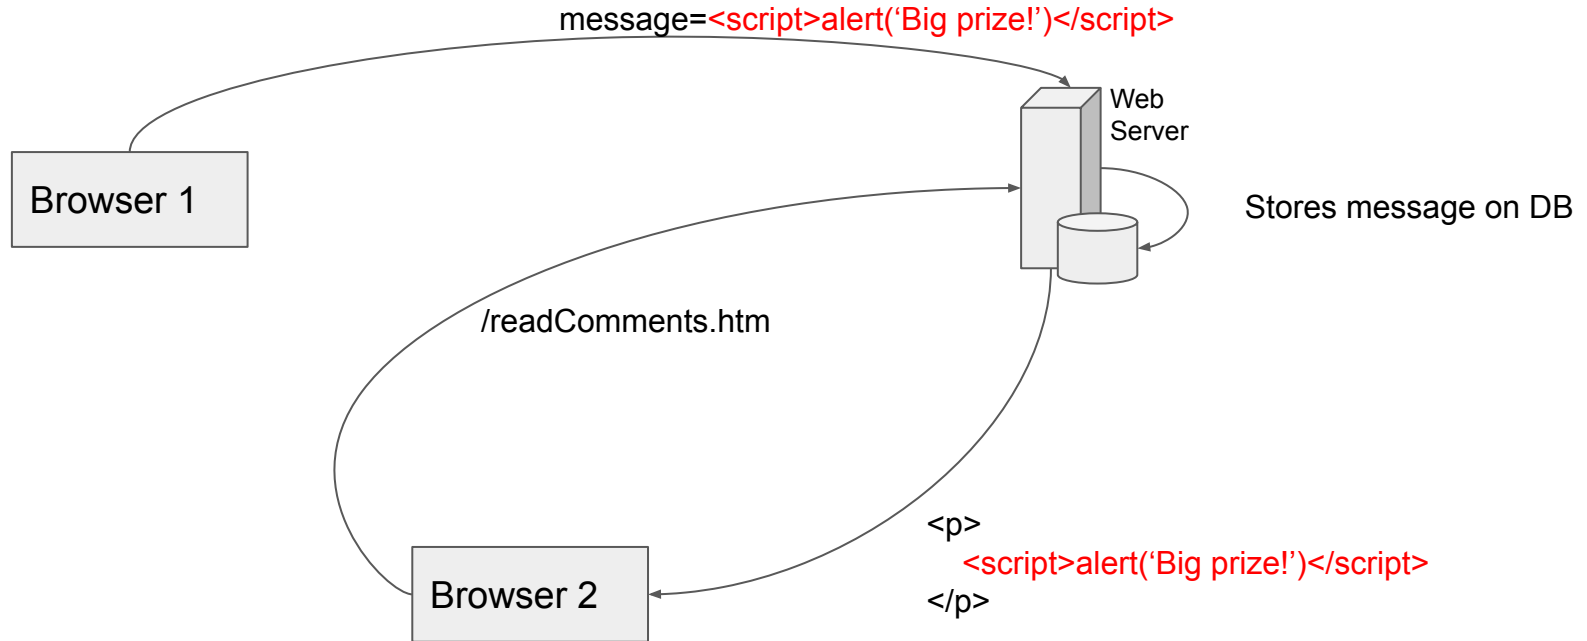 message=<script>alert(‘Big prize!’)</script>
Web
Server
Browser 1
Stores message on DB
/readComments.htm
<p>
<script>alert(‘Big prize!’)</script>
</p>
Browser 2